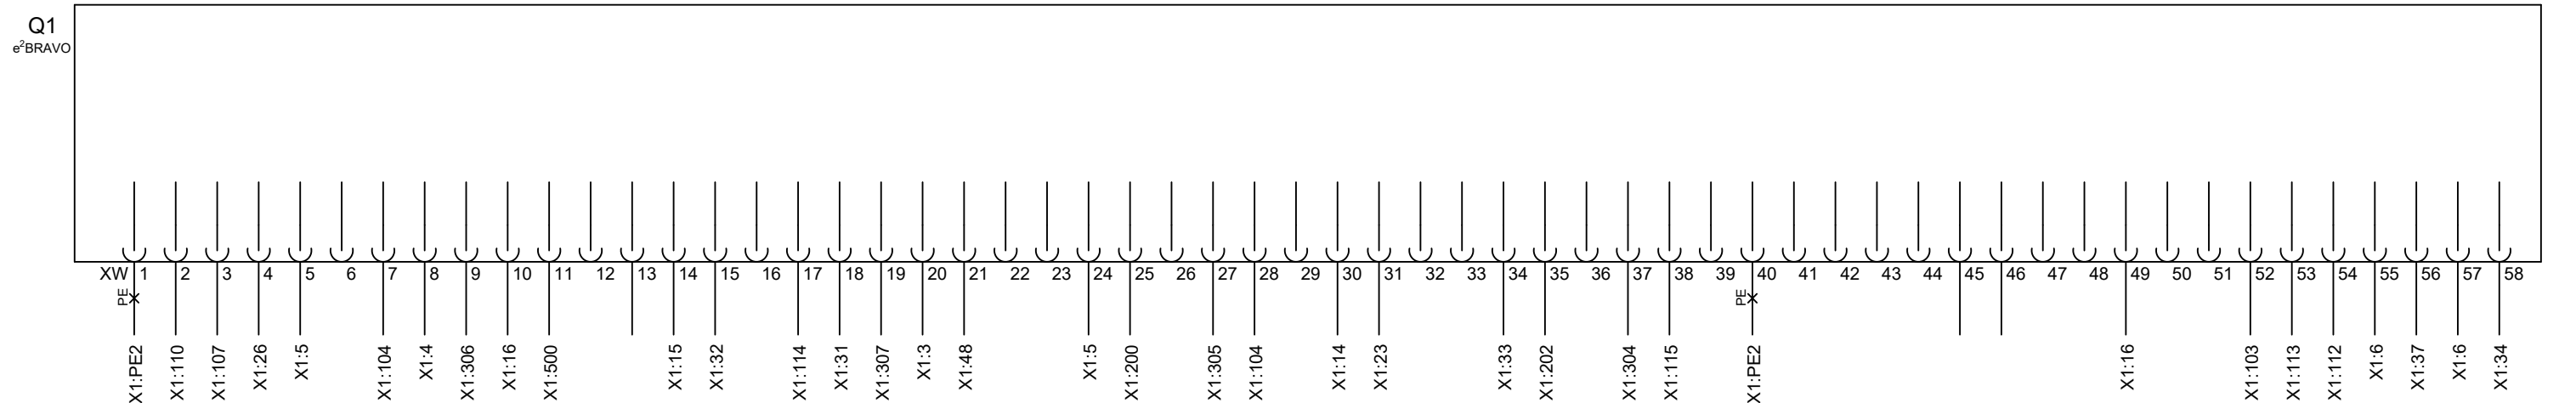 Q1
e²BRAVO
XW 1 2 3 4 5 6 7 8 9 10 11 12 13 14 15 16 17 18 19 20 21 22 23 24 25 26 27 28 29 30 31 32 33 34 35 36 37 38 39 40 41 42 43 44 45 46 47 48 49 50 51 52 53 54 55 56 57 58
PE PE
X1:PE2 X1:110 X1:107 X1:26 X1:5 X1:104 X1:4 X1:306 X1:16 X1:500 X1:15 X1:32 X1:114 X1:31 X1:307 X1:3 X1:48 X1:5 X1:200 X1:305 X1:104 X1:14 X1:23 X1:33 X1:202 X1:304 X1:115 X1:PE2 X1:16 X1:103 X1:113 X1:112 X1:6 X1:37 X1:6 X1:34